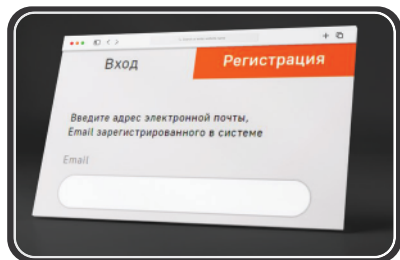 Вход
Регистрация
Введите адрес электронной почты,
Email зарегистрированного в системе
Email